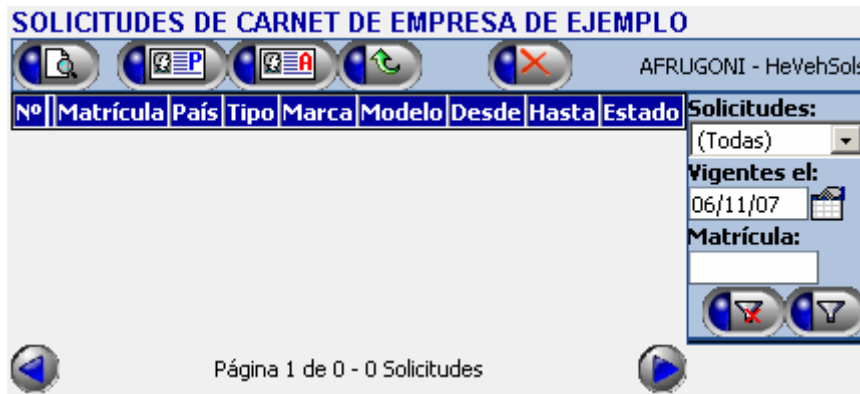 SOLICITUDES DE CARNET DE EMPRESA DE EJEMPLO
P A AFRUGONI - HeVehSols
Nº Matrícula País Tipo Marca Modelo Desde Hasta Estado
Solicitudes:
(Todas)
Vigentes el:
06/11/07
Matrícula:
Página 1 de 0 - 0 Solicitudes